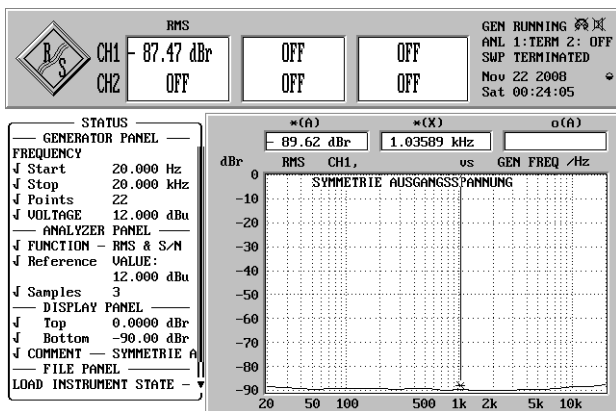 RMS
CH1 - 87.47 dBr OFF OFF
CH2 OFF OFF OFF
R S
GEN RUNNING
ANL 1:TERM 2: OFF
SWP TERMINATED
Nov 22 2008
Sat 00:24:05
STATUS
GENERATOR PANEL
FREQUENCY
Start 20.000 Hz
Stop 20.000 kHz
Points 22
VOLTAGE 12.000 dBu
ANALYZER PANEL
FUNCTION - RMS & S/N
Reference VALUE:
12.000 dBu
Samples 3
DISPLAY PANEL
Top 0.0000 dBr
Bottom -90.00 dBr
COMMENT — SYMMETRIE A
FILE PANEL
LOAD INSTRUMENT STATE -
*(A) *(X) o(A)
- 89.62 dBr 1.03589 kHz
dBr RMS CH1, vs GEN FREQ /Hz
SYMMETRIE AUSGANGSSPANNUNG
0
-10
-20
-30
-40
-50
-60
-70
-80
-90
20 50 100 500 1k 2k 5k 10k